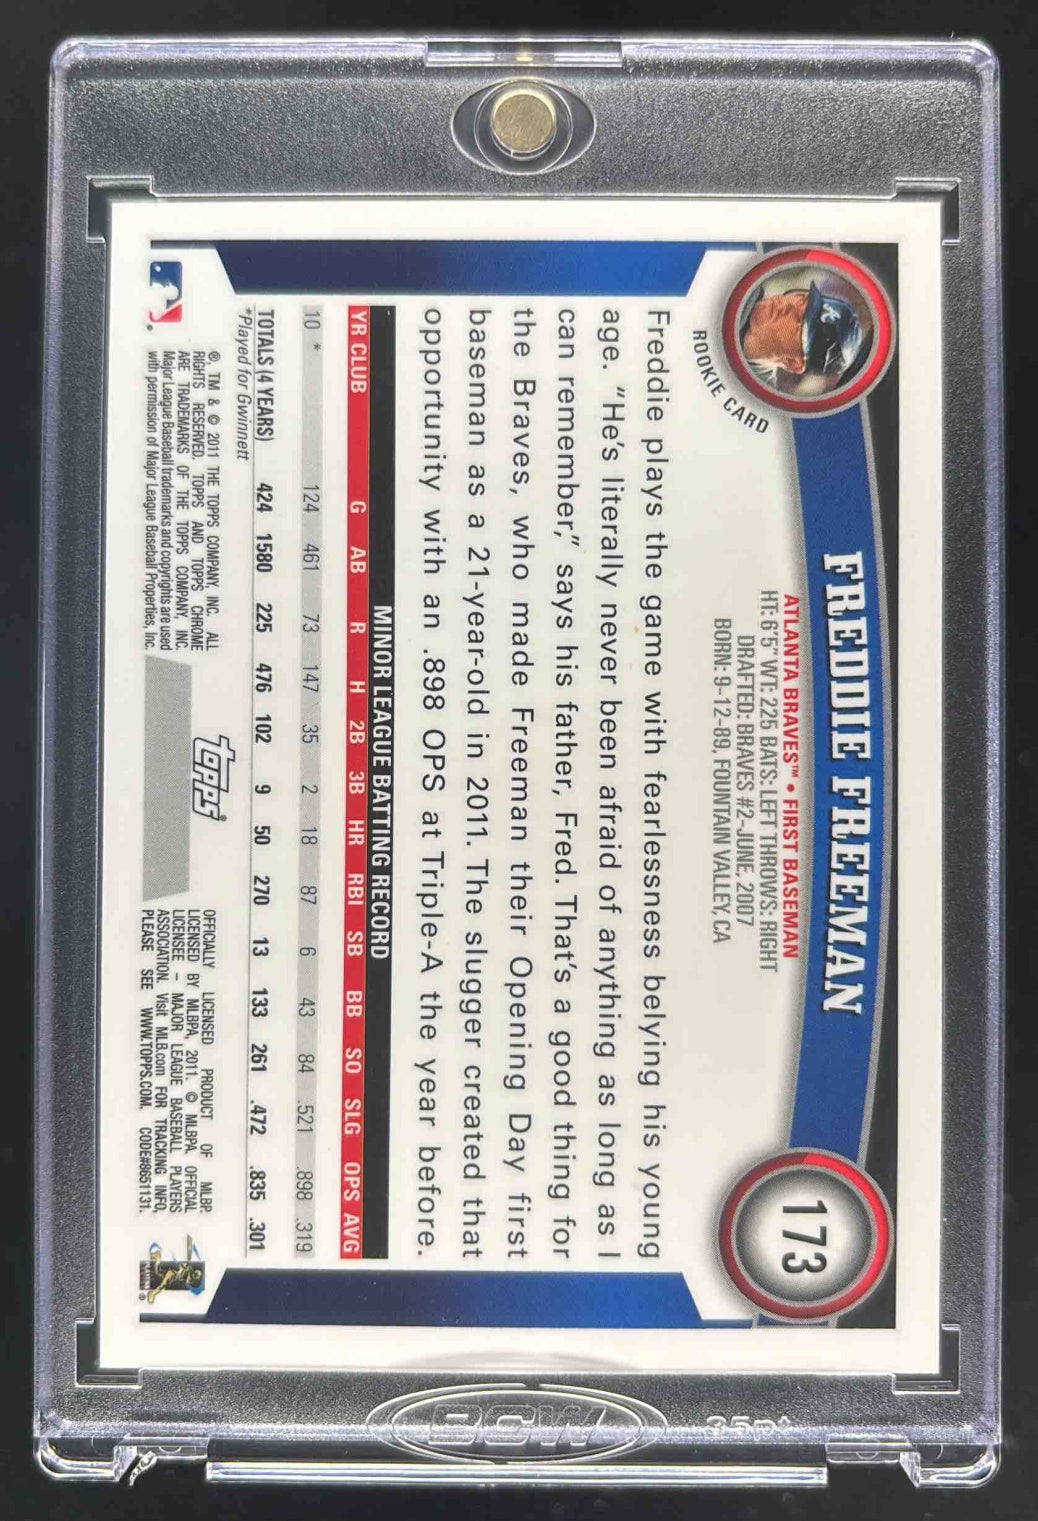 FREDDIE FREEMAN
173
ATLANTA BRAVES™ • FIRST BASEMAN
HT: 6'5" WT: 225 BATS: LEFT THROWS: RIGHT
DRAFTED: BRAVES #2-JUNE, 2007
BORN: 9-12-89, FOUNTAIN VALLEY, CA
ROOKIE CARD
Freddie plays the game with fearlessness belying his young
age. "He's literally never been afraid of anything as long as I
can remember," says his father, Fred. That's a good thing for
the Braves, who made Freeman their Opening Day first
baseman as a 21-year-old in 2011. The slugger created that
opportunity with an .898 OPS at Triple-A the year before.
MINOR LEAGUE BATTING RECORD
YR CLUB G AB R H 2B 3B HR RBI SB BB SO SLG OPS AVG
10 * 124 461 73 147 35 2 18 87 6 43 84 .521 .898 .319
TOTALS (4 YEARS) 424 1580 225 476 102 9 50 270 13 133 261 .472 .835 .301
*Played for Gwinnett
®, TM & © 2011 THE TOPPS COMPANY, INC. ALL
RIGHTS RESERVED. TOPPS AND TOPPS CHROME
ARE TRADEMARKS OF THE TOPPS COMPANY, INC.
Major League Baseball trademarks and copyrights are used
with permission of Major League Baseball Properties, Inc.
topps®
OFFICIALLY LICENSED PRODUCT OF MLBP.
LICENSED BY MLBPA, 2011. © MLBPA. OFFICIAL
LICENSEE – MAJOR LEAGUE BASEBALL PLAYERS
ASSOCIATION. Visit MLB.com FOR TRACKING INFO,
PLEASE SEE WWW.TOPPS.COM. CODE#8651131.
BCW
35pt